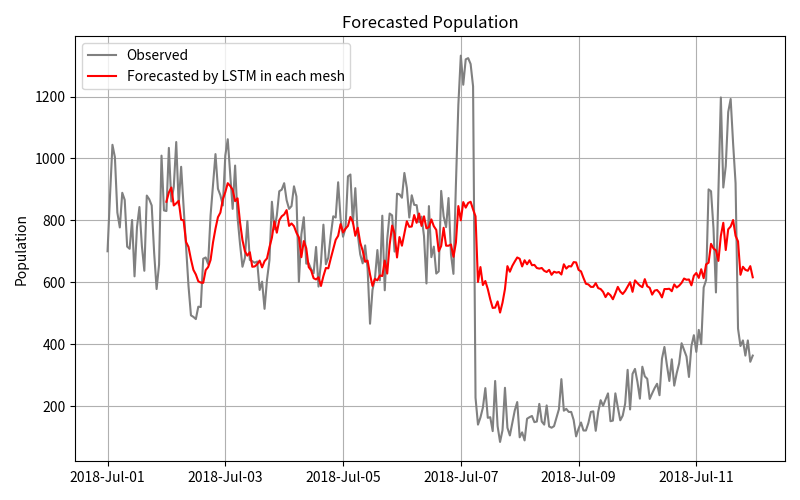 Forecasted Population
Observed
Forecasted by LSTM in each mesh
Population
1200
1000
800
600
400
200
2018-Jul-01
2018-Jul-03
2018-Jul-05
2018-Jul-07
2018-Jul-09
2018-Jul-11